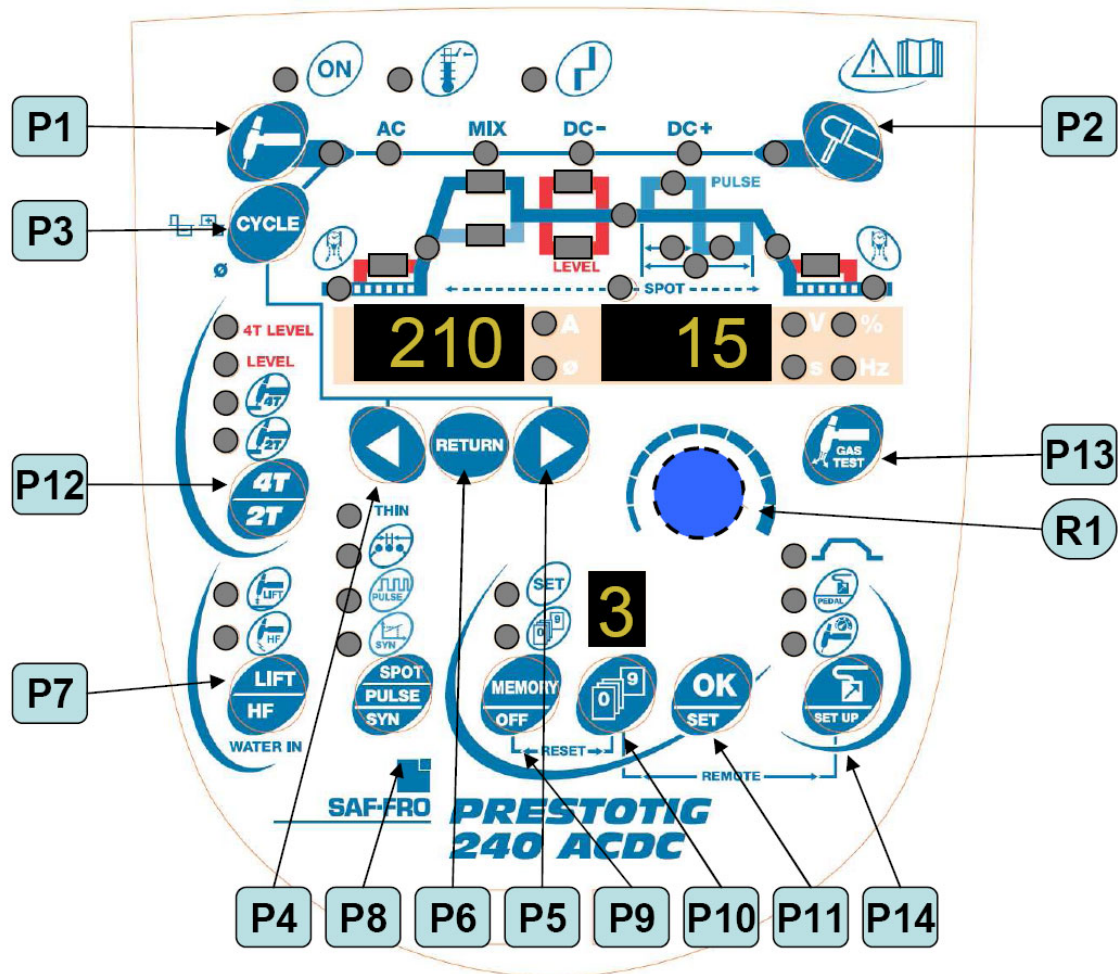 ON
P1
P2
AC MIX DC- DC+
PULSE
P3
CYCLE
ø
LEVEL
SPOT
4T LEVEL
210 A 15 V %
LEVEL
ø s Hz
4T
2T
RETURN
GAS
TEST
P13
P12
4T
2T
THIN
R1
LIFT
PULSE
SET
3
PEDAL
HF
SYN
0 9
P7
LIFT
HF
SPOT
PULSE
SYN
MEMORY
OFF
0 9
OK
SET
SET UP
WATER IN
RESET
REMOTE
SAF-FRO
PRESTOTIG
240 ACDC
P4 P8 P6 P5 P9 P10 P11 P14